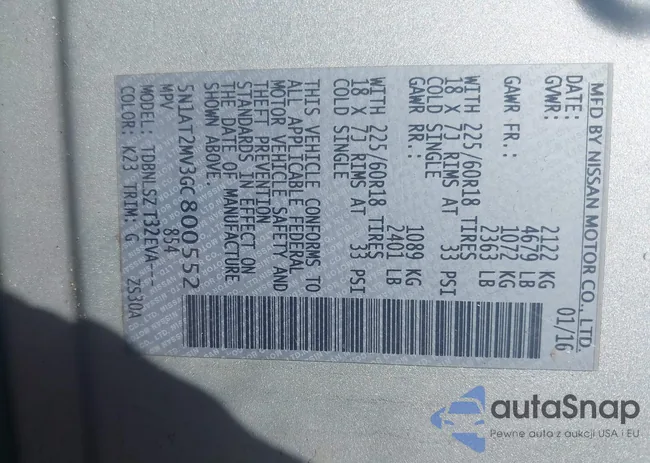 MFD BY NISSAN MOTOR CO., LTD.
DATE: 01/16
GVWR: 2122 KG
4679 LB
GAWR FR.: 1072 KG
2363 LB
WITH 225/60R18 TIRES
18 X 7J RIMS AT 33 PSI
COLD SINGLE
GAWR RR.: 1089 KG
2401 LB
WITH 225/60R18 TIRES
18 X 7J RIMS AT 33 PSI
COLD SINGLE
THIS VEHICLE CONFORMS TO
ALL APPLICABLE FEDERAL
MOTOR VEHICLE SAFETY AND
THEFT PREVENTION
STANDARDS IN EFFECT ON
THE DATE OF MANUFACTURE
SHOWN ABOVE.
5N1AT2MV3GC800552
MPV 854
MODEL: TDBNLSZ T32EVA---
COLOR: K23 TRIM: G ZS30A
autaSnap
Pewne auta z aukcji USA i EU